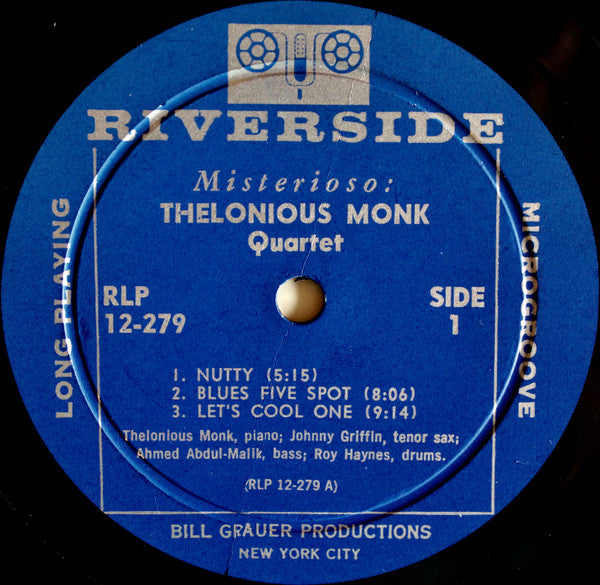 RIVERSIDE
Misterioso:
THELONIOUS MONK
Quartet
LONG PLAYING
MICROGROOVE
RLP
12-279
SIDE
1
1. NUTTY (5:15)
2. BLUES FIVE SPOT (8:06)
3. LET'S COOL ONE (9:14)
Thelonious Monk, piano; Johnny Griffin, tenor sax;
Ahmed Abdul-Malik, bass; Roy Haynes, drums.
(RLP 12-279 A)
BILL GRAUER PRODUCTIONS
NEW YORK CITY